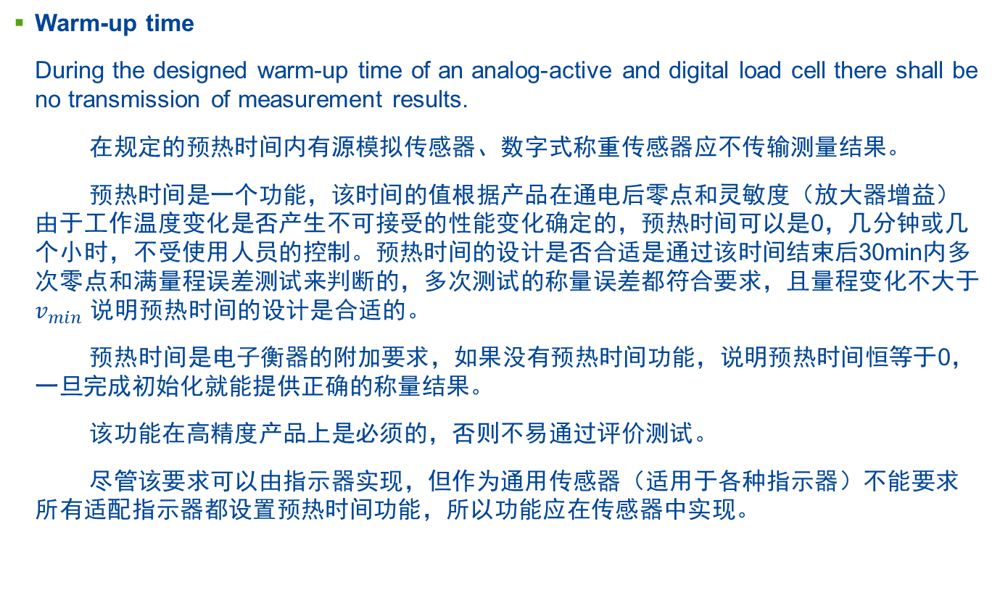 ▪ Warm-up time
During the designed warm-up time of an analog-active and digital load cell there shall be
no transmission of measurement results.
在规定的预热时间内有源模拟传感器、数字式称重传感器应不传输测量结果。
预热时间是一个功能，该时间的值根据产品在通电后零点和灵敏度（放大器增益）
由于工作温度变化是否产生不可接受的性能变化确定的，预热时间可以是0，几分钟或几
个小时，不受使用人员的控制。预热时间的设计是否合适是通过该时间结束后30min内多
次零点和满量程误差测试来判断的，多次测试的称量误差都符合要求，且量程变化不大于
v_min 说明预热时间的设计是合适的。
预热时间是电子衡器的附加要求，如果没有预热时间功能，说明预热时间恒等于0，
一旦完成初始化就能提供正确的称量结果。
该功能在高精度产品上是必须的，否则不易通过评价测试。
尽管该要求可以由指示器实现，但作为通用传感器（适用于各种指示器）不能要求
所有适配指示器都设置预热时间功能，所以功能应在传感器中实现。